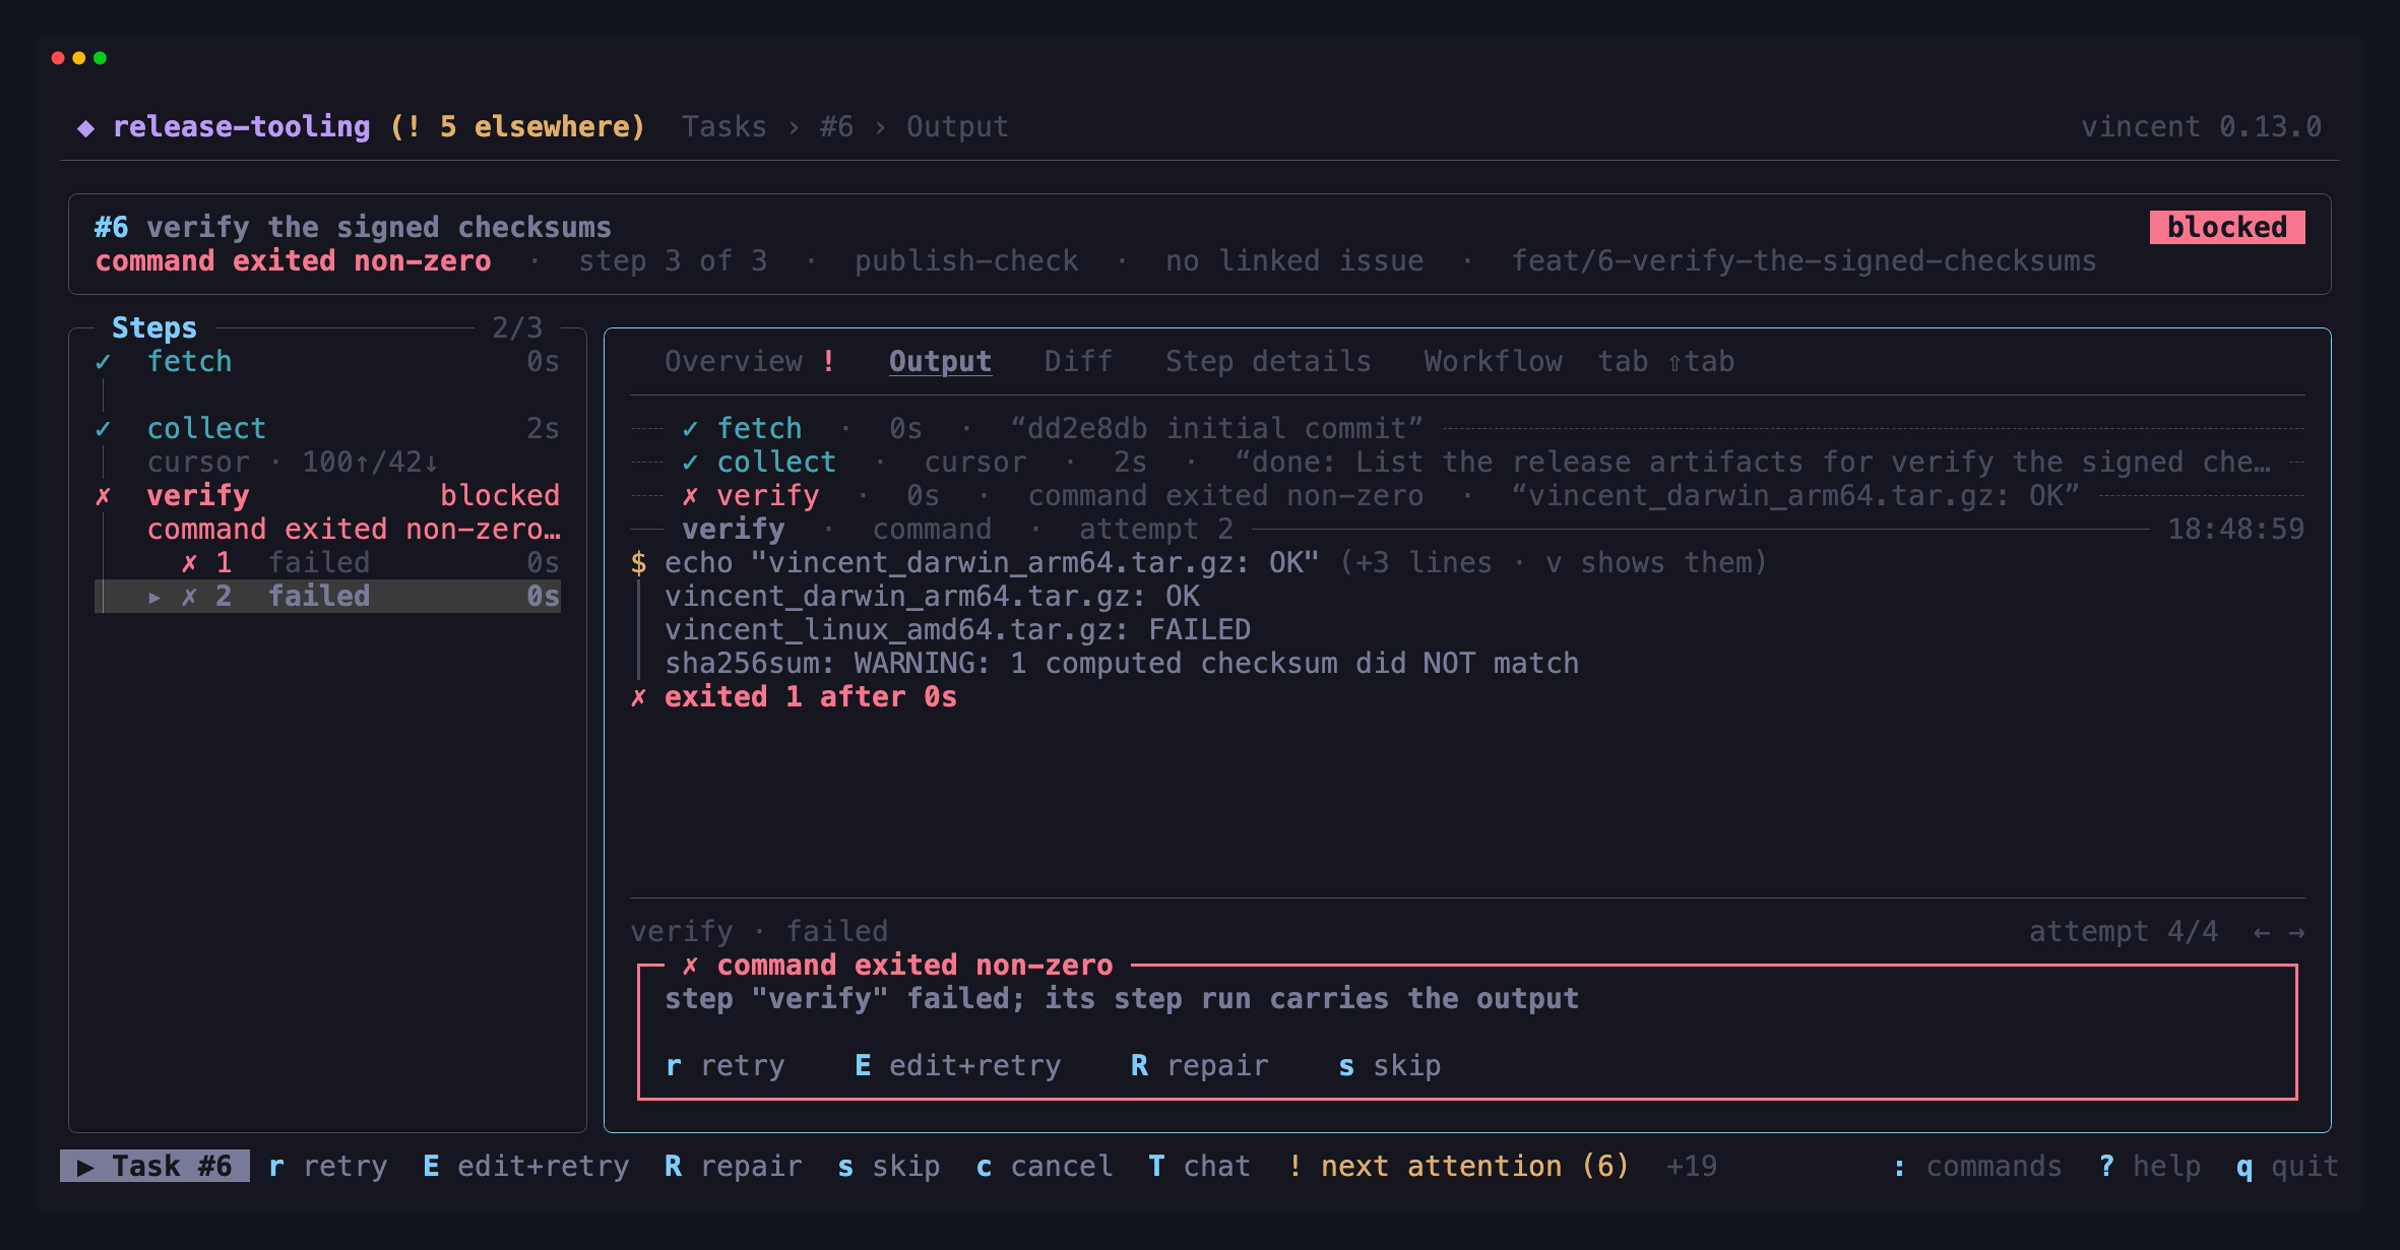 ◆ release-tooling (! 5 elsewhere) Tasks › #6 › Output vincent 0.13.0
#6 verify the signed checksums blocked
command exited non-zero · step 3 of 3 · publish-check · no linked issue · feat/6-verify-the-signed-checksums
Steps 2/3
✓ fetch 0s
✓ collect 2s
cursor · 100↑/42↓
✗ verify blocked
command exited non-zero…
✗ 1 failed 0s
▸ ✗ 2 failed 0s
Overview ! Output Diff Step details Workflow tab ⇧tab
✓ fetch · 0s · “dd2e8db initial commit”
✓ collect · cursor · 2s · “done: List the release artifacts for verify the signed che…
✗ verify · 0s · command exited non-zero · “vincent_darwin_arm64.tar.gz: OK”
verify · command · attempt 2 18:48:59
$ echo "vincent_darwin_arm64.tar.gz: OK" (+3 lines · v shows them)
vincent_darwin_arm64.tar.gz: OK
vincent_linux_amd64.tar.gz: FAILED
sha256sum: WARNING: 1 computed checksum did NOT match
✗ exited 1 after 0s
verify · failed attempt 4/4 ← →
✗ command exited non-zero
step "verify" failed; its step run carries the output
r retry E edit+retry R repair s skip
▶ Task #6 r retry E edit+retry R repair s skip c cancel T chat ! next attention (6) +19 : commands ? help q quit